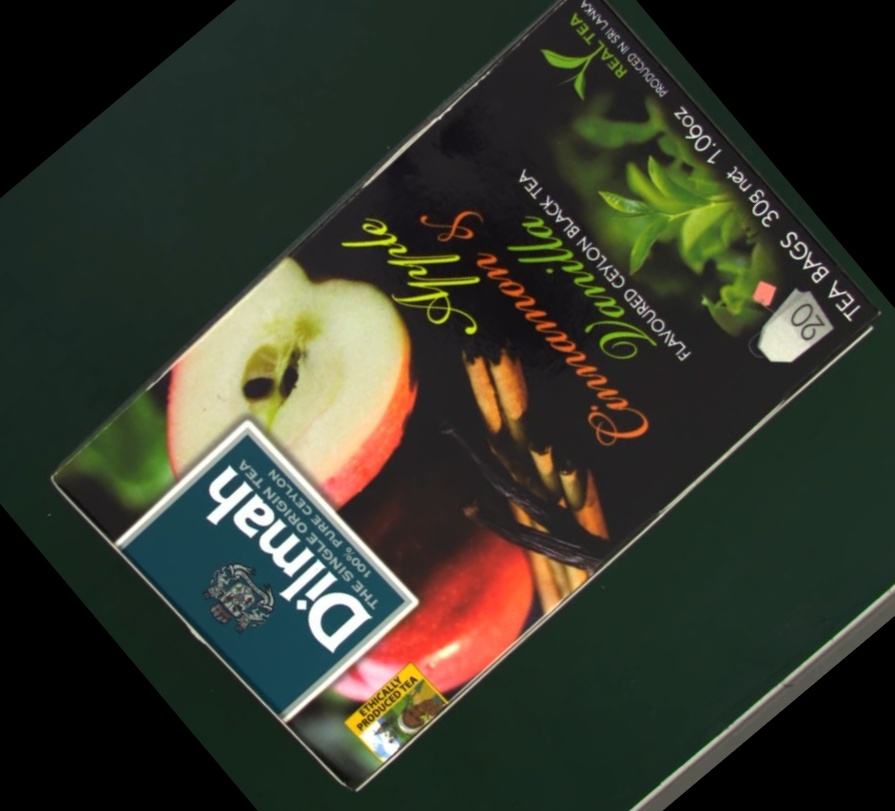 ETHICALLY
PRODUCED TEA
Dilmah
THE SINGLE ORIGIN TEA
100% PURE CEYLON
Apple
Cinnamon &
Vanilla
FLAVOURED CEYLON BLACK TEA
20
TEA BAGS 30g net 1.06oz
REAL TEA
PRODUCED IN SRI LANKA